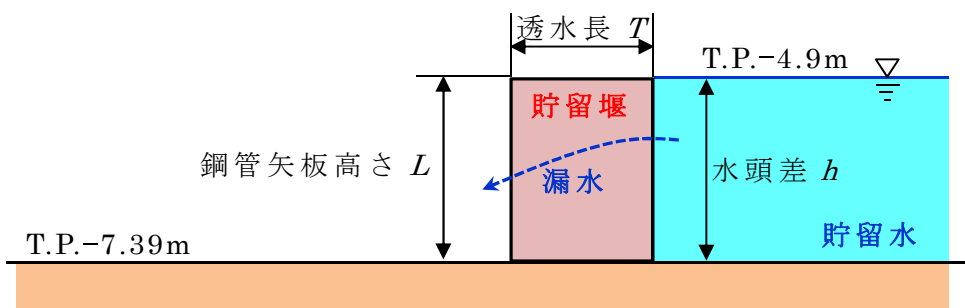 透水長 T
T.P.-4.9m
貯留堰
鋼管矢板高さ L
漏水
水頭差 h
貯留水
T.P.-7.39m